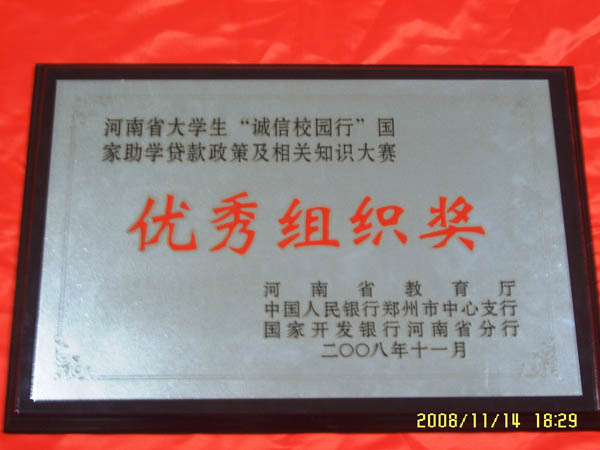 河南省大学生“诚信校园行”国
家助学贷款政策及相关知识大赛
优秀组织奖
河南省教育厅
中国人民银行郑州市中心支行
国家开发银行河南省分行
二〇〇八年十一月
2008/11/14 18:29